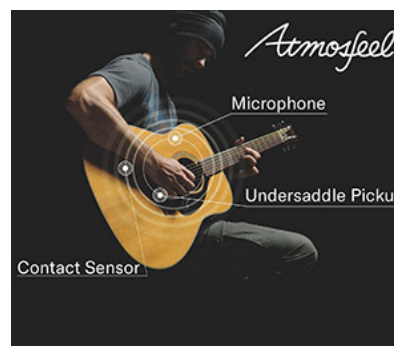 Atmosfeel
Microphone
Undersaddle Picku
Contact Sensor